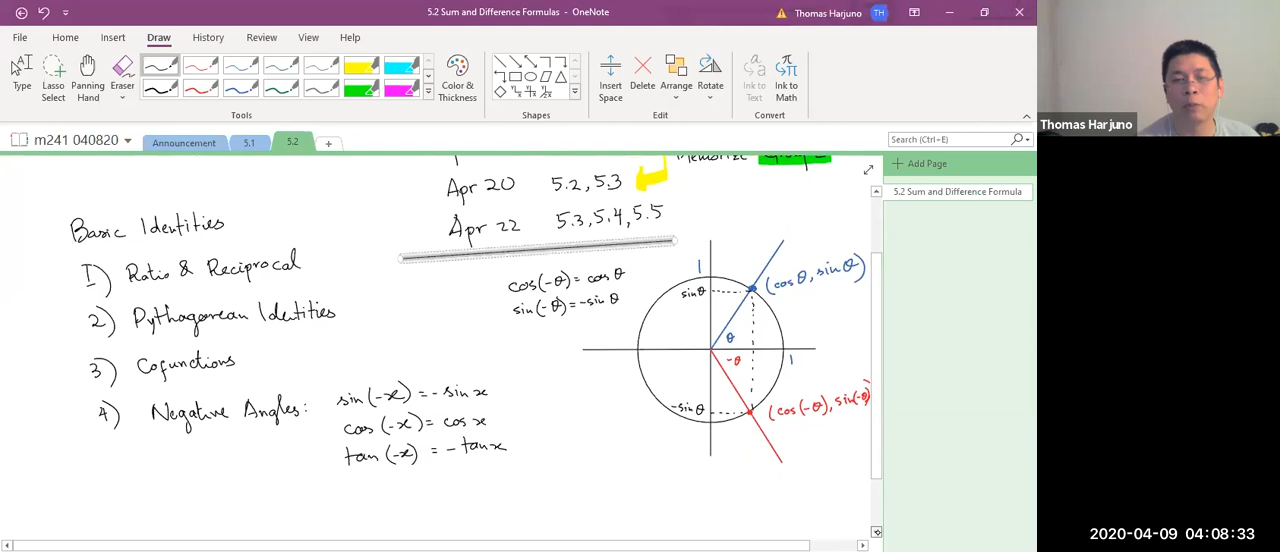 5.2 Sum and Difference Formulas - OneNote
Thomas Harjuno
TH
File Home Insert Draw History Review View Help
Type
Lasso Select
Panning Hand
Eraser
Color & Thickness
Insert Space
Delete
Arrange
Rotate
Ink to Text
Ink to Math
Tools
Shapes
Edit
Convert
m241 040820
Announcement
5.1
5.2
Search (Ctrl+E)
Add Page
5.2 Sum and Difference Formula
Memorize
Apr 20 5.2, 5.3
Apr 22 5.3, 5.4, 5.5
Basic Identities
1) Ratio & Reciprocal
2) Pythagorean Identities
3) Cofunctions
4) Negative Angles:
sin(-x) = -sin x
cos(-x) = cos x
tan(-x) = -tan x
cos(-θ) = cos θ
sin(-θ) = -sin θ
1
sin θ
(cos θ, sin θ)
θ
-θ
1
-sin θ
(cos(-θ), sin(-θ)
Thomas Harjuno
2020-04-09 04:08:33